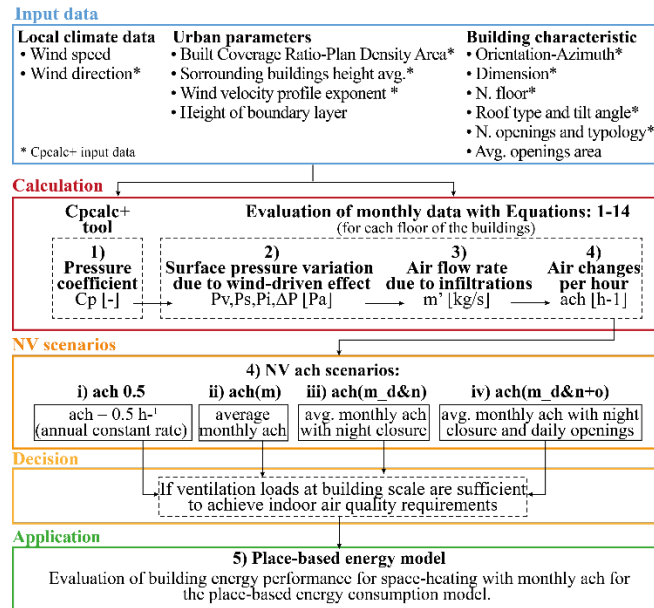 Input data
Local climate data
• Wind speed
• Wind direction*
* Cpcalc+ input data
Urban parameters
• Built Coverage Ratio-Plan Density Area*
• Sorrounding buildings height avg.*
• Wind velocity profile exponent *
• Height of boundary layer
Building characteristic
• Orientation-Azimuth*
• Dimension*
• N. floor*
• Roof type and tilt angle*
• N. openings and typology*
• Avg. openings area
Calculation
Cpcalc+
tool
Evaluation of monthly data with Equations: 1-14
(for each floor of the buildings)
1)
Pressure
coefficient
Cp [-]
2)
Surface pressure variation
due to wind-driven effect
Pv,Ps,Pi,ΔP [Pa]
3)
Air flow rate
due to infiltrations
m' [kg/s]
4)
Air changes
per hour
ach [h-1]
NV scenarios
4) NV ach scenarios:
i) ach 0.5
ach – 0.5 h-¹
(annual constant rate)
ii) ach(m)
average
monthly ach
iii) ach(m_d&n)
avg. monthly ach
with night closure
iv) ach(m_d&n+o)
avg. monthly ach with night
closure and daily openings
Decision
If ventilation loads at building scale are sufficient
to achieve indoor air quality requirements
Application
5) Place-based energy model
Evaluation of building energy performance for space-heating with monthly ach for
the place-based energy consumption model.